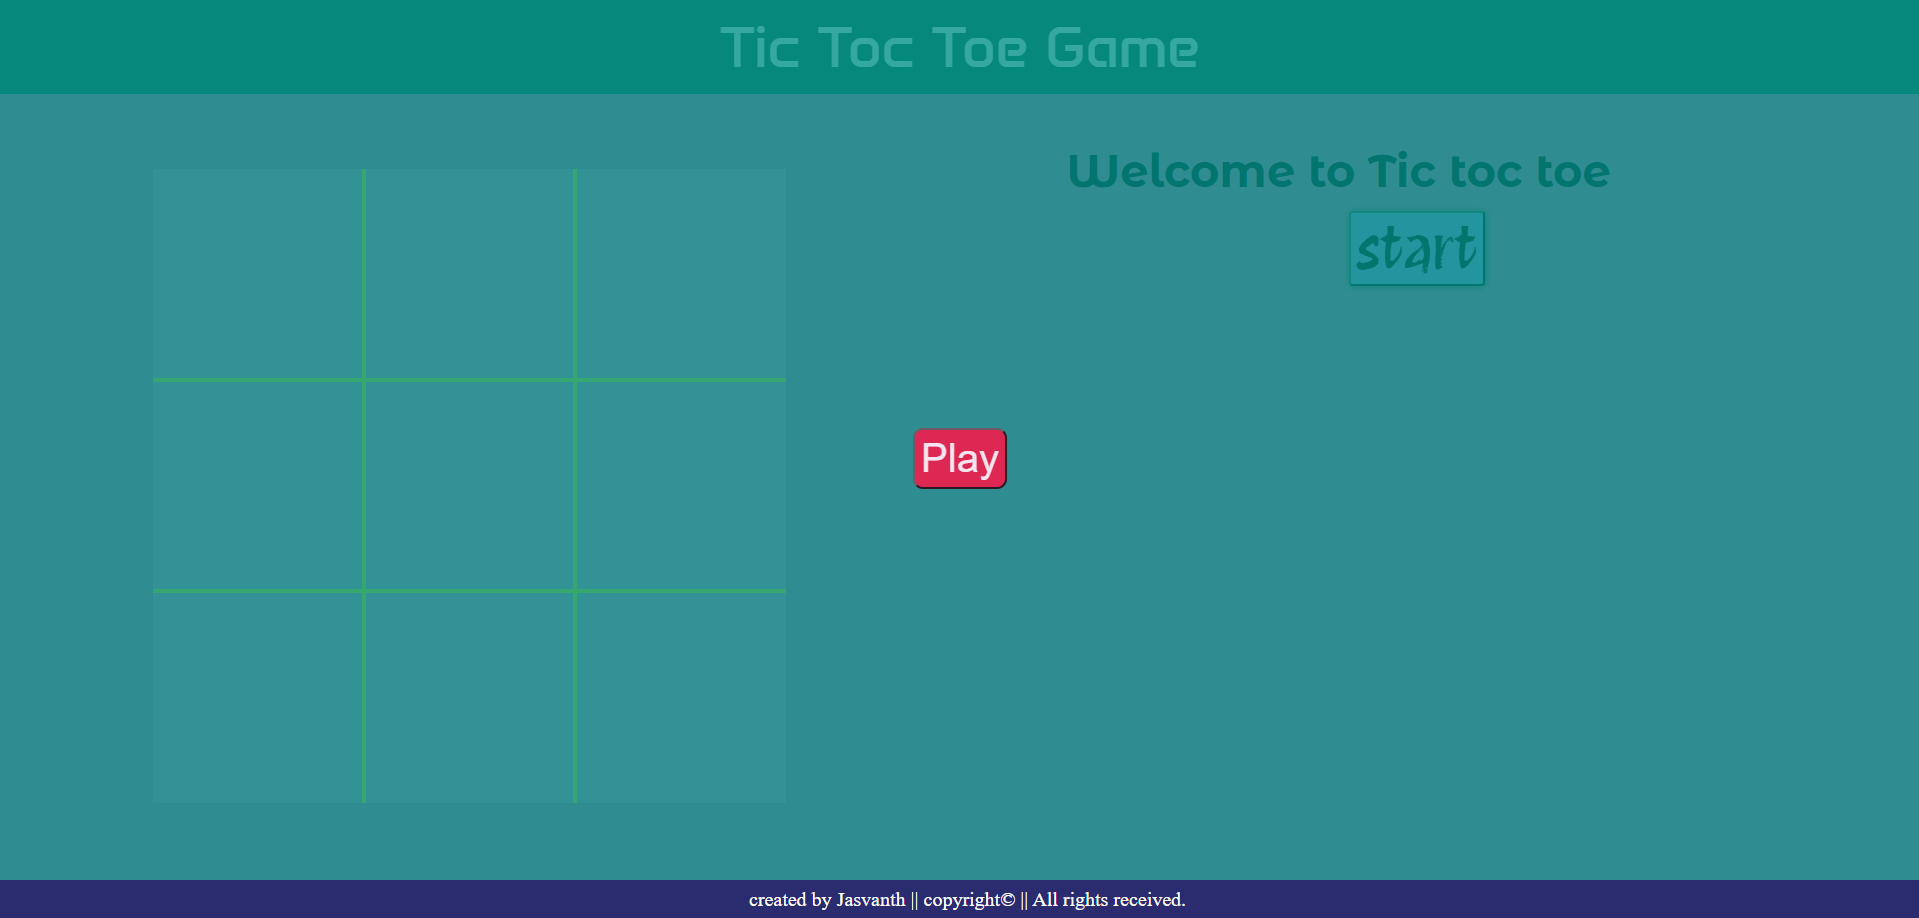 Tic Toc Toe Game
Welcome to Tic toc toe
start
Play
created by Jasvanth || copyright© || All rights received.